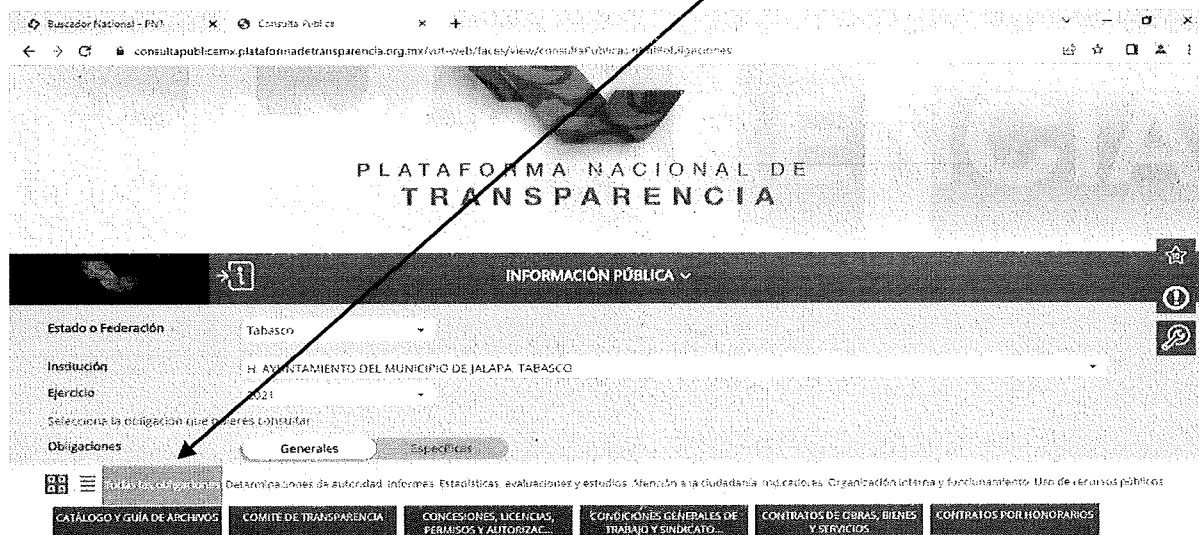 Buscador Nacional - PNT
Consulta Pública
consultapublicamx.plataformadetransparencia.org.mx/vut-web/faces/view/consultaPublica.xhtml#obligaciones
PLATAFORMA NACIONAL DE
TRANSPARENCIA
INFORMACIÓN PÚBLICA
Estado o Federación Tabasco
Institución H. AYUNTAMIENTO DEL MUNICIPIO DE JALAPA, TABASCO
Ejercicio 2021
Selecciona la obligación que quieres consultar
Obligaciones Generales Específicas
Todas las obligaciones Determinaciones de autoridad Informes Estadísticas, evaluaciones y estudios Atención a la ciudadanía Indicadores Organización interna y funcionamiento Uso de recursos públicos
CATÁLOGO Y GUÍA DE ARCHIVOS COMITÉ DE TRANSPARENCIA CONCESIONES, LICENCIAS, PERMISOS Y AUTORIZAC... CONDICIONES GENERALES DE TRABAJO Y SINDICATO... CONTRATOS DE OBRAS, BIENES Y SERVICIOS CONTRATOS POR HONORARIOS